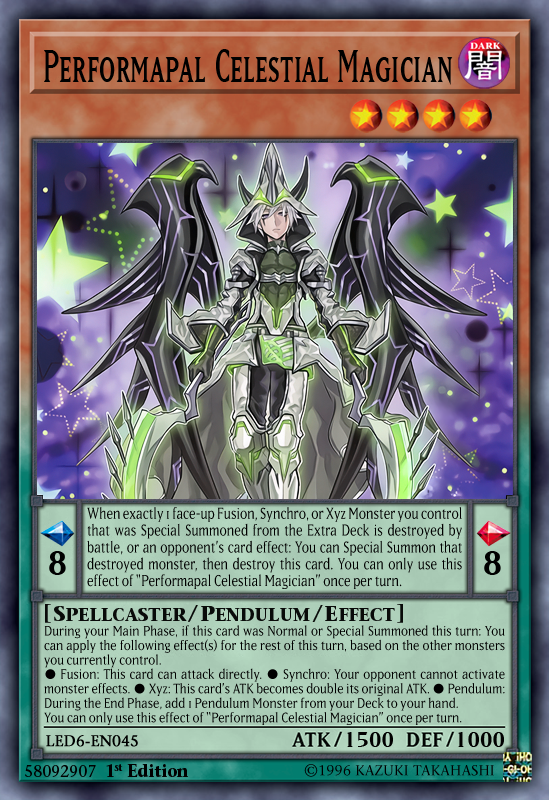 PERFORMAPAL CELESTIAL MAGICIAN
DARK
闇
When exactly 1 face-up Fusion, Synchro, or Xyz Monster you control
that was Special Summoned from the Extra Deck is destroyed by
battle, or an opponent's card effect: You can Special Summon that
destroyed monster, then destroy this card. You can only use this
effect of "Performapal Celestial Magician" once per turn.
8
8
[SPELLCASTER/PENDULUM/EFFECT]
During your Main Phase, if this card was Normal or Special Summoned this turn: You
can apply the following effect(s) for the rest of this turn, based on the other monsters
you currently control.
● Fusion: This card can attack directly. ● Synchro: Your opponent cannot activate
monster effects. ● Xyz: This card's ATK becomes double its original ATK. ● Pendulum:
During the End Phase, add 1 Pendulum Monster from your Deck to your hand.
You can only use this effect of "Performapal Celestial Magician" once per turn.
LED6-EN045
ATK/1500 DEF/1000
58092907 1st Edition
©1996 KAZUKI TAKAHASHI